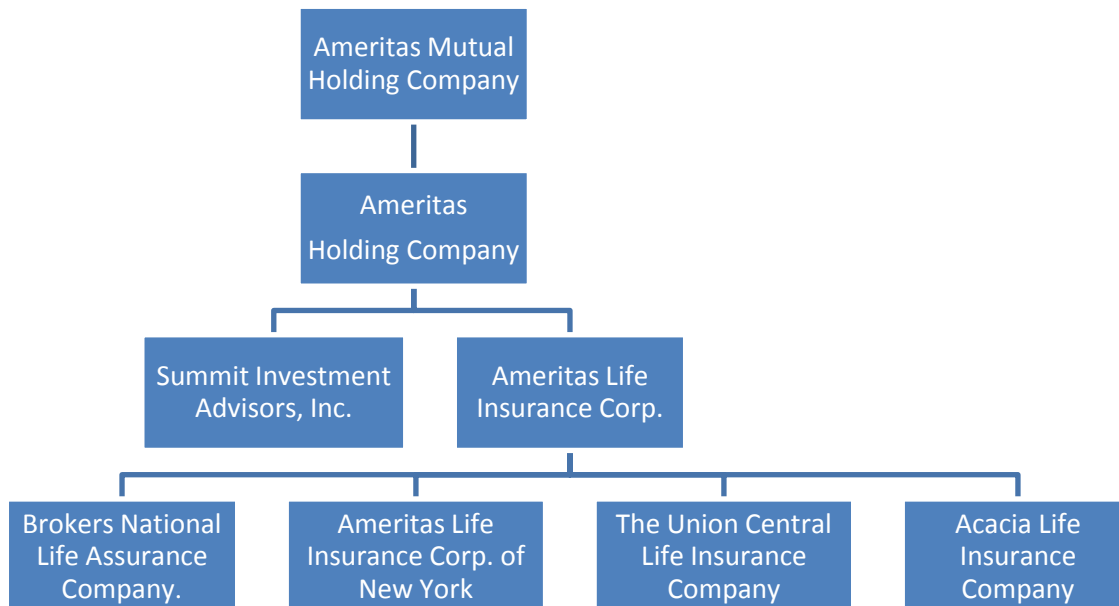 Ameritas Mutual
Holding Company
Ameritas
Holding Company
Summit Investment
Advisors, Inc.
Ameritas Life
Insurance Corp.
Brokers National
Life Assurance
Company.
Ameritas Life
Insurance Corp. of
New York
The Union Central
Life Insurance
Company
Acacia Life
Insurance
Company